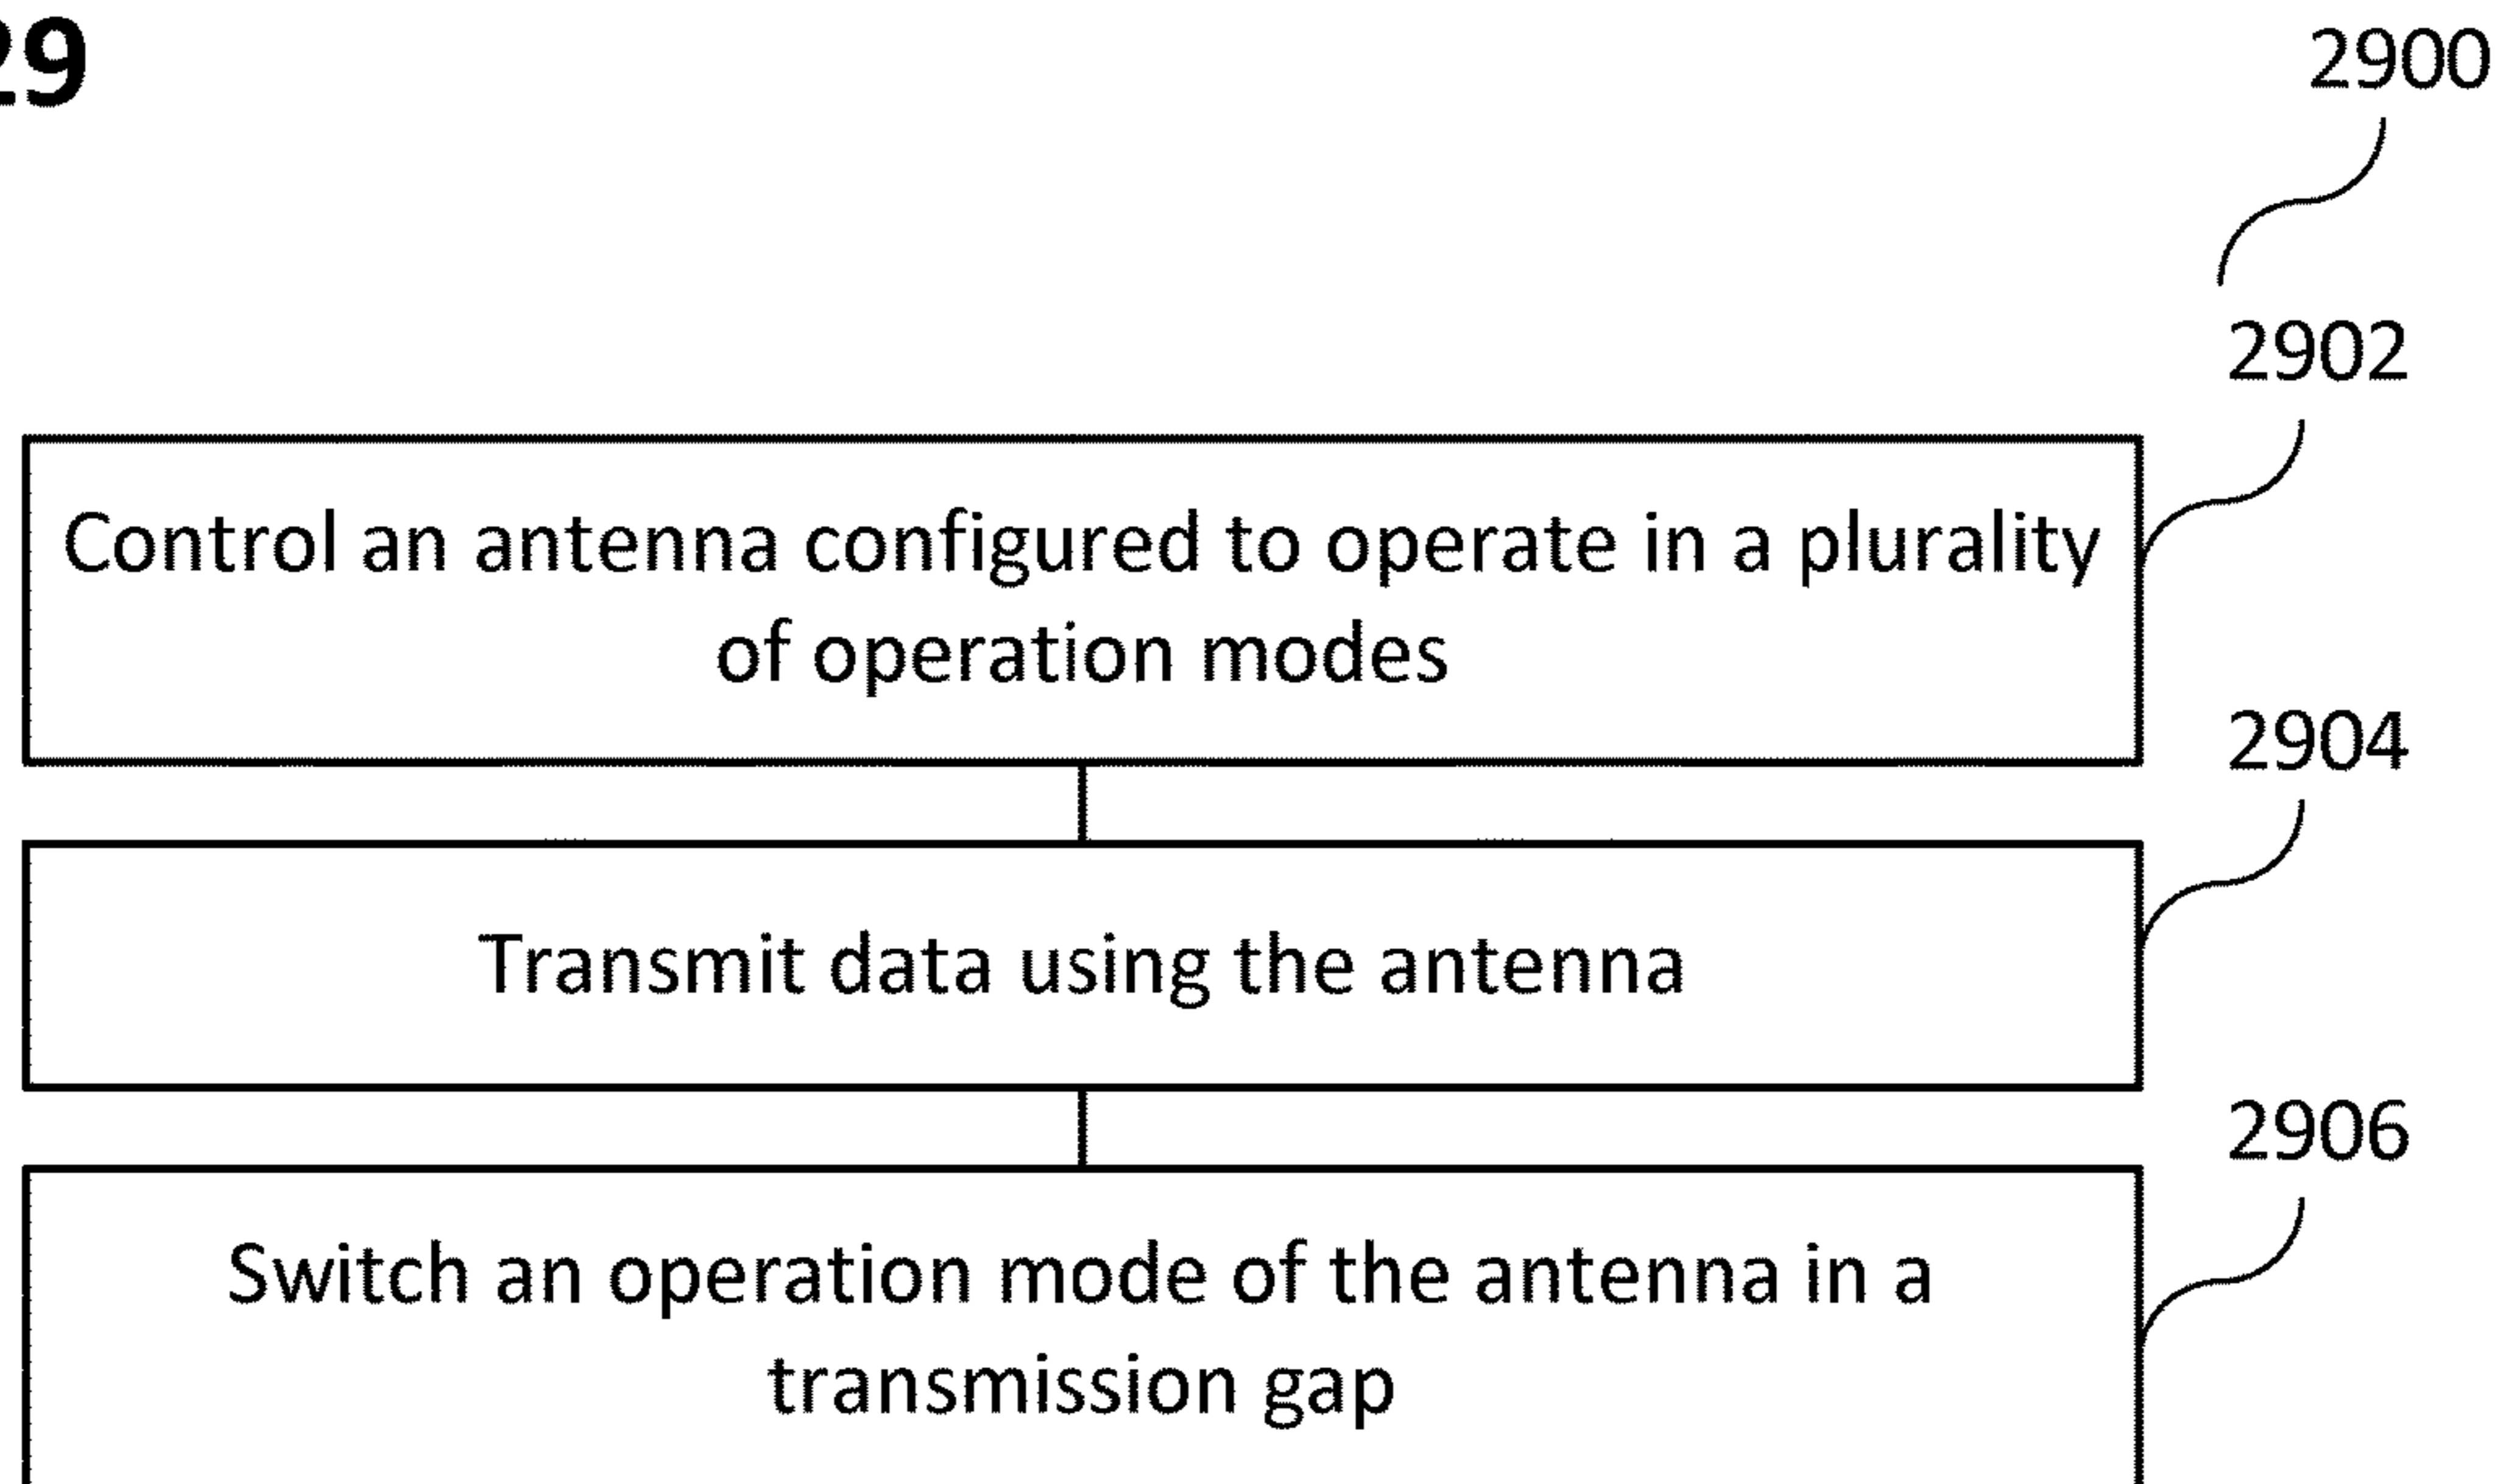 29
2900
2902
Control an antenna configured to operate in a plurality
of operation modes
2904
Transmit data using the antenna
2906
Switch an operation mode of the antenna in a
transmission gap